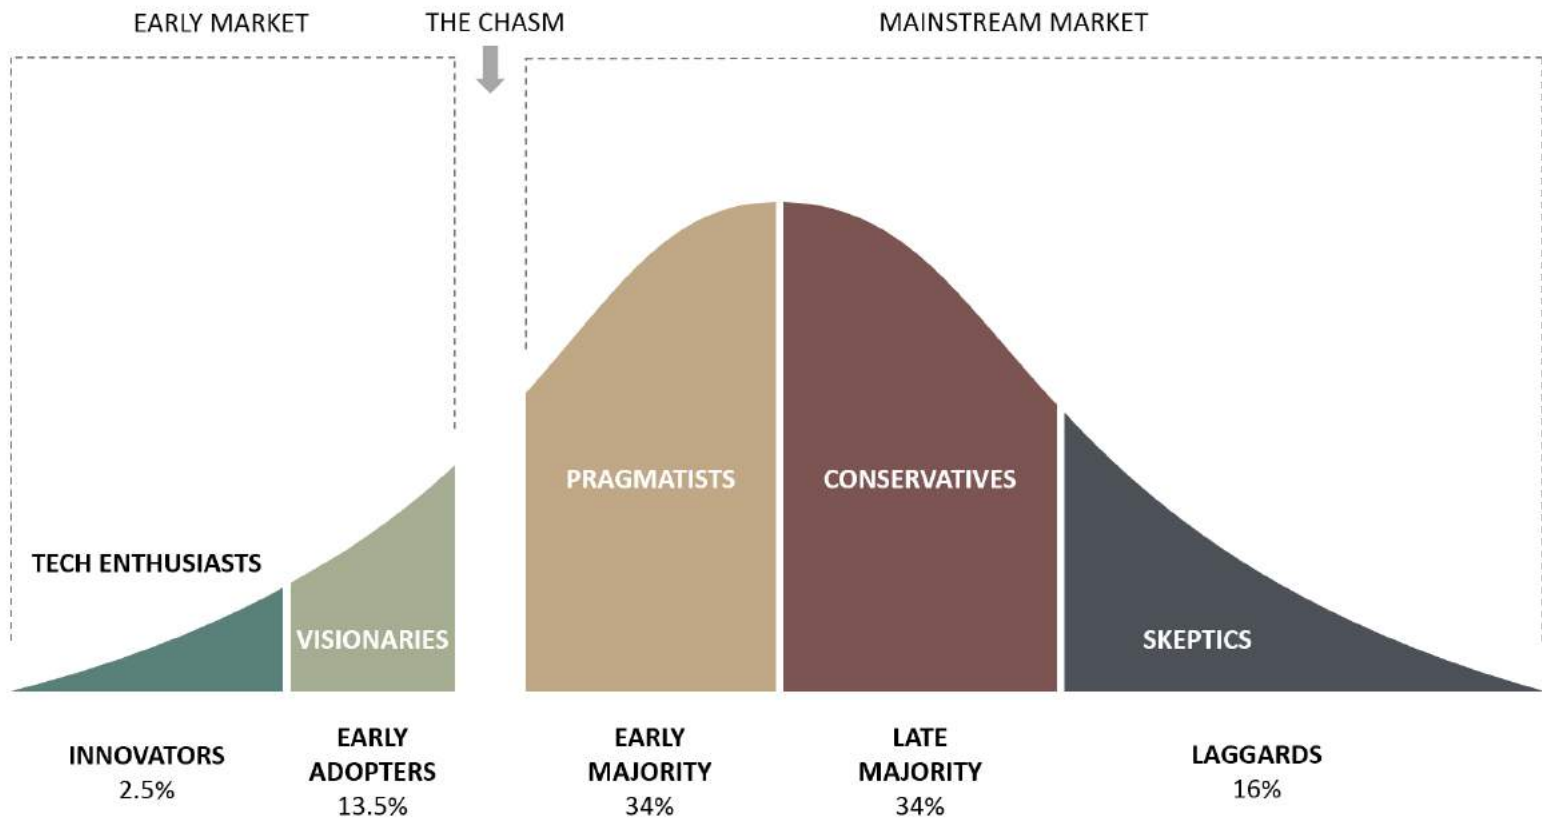 EARLY MARKET
THE CHASM
MAINSTREAM MARKET
TECH ENTHUSIASTS
VISIONARIES
PRAGMATISTS
CONSERVATIVES
SKEPTICS
INNOVATORS
2.5%
EARLY
ADOPTERS
13.5%
EARLY
MAJORITY
34%
LATE
MAJORITY
34%
LAGGARDS
16%